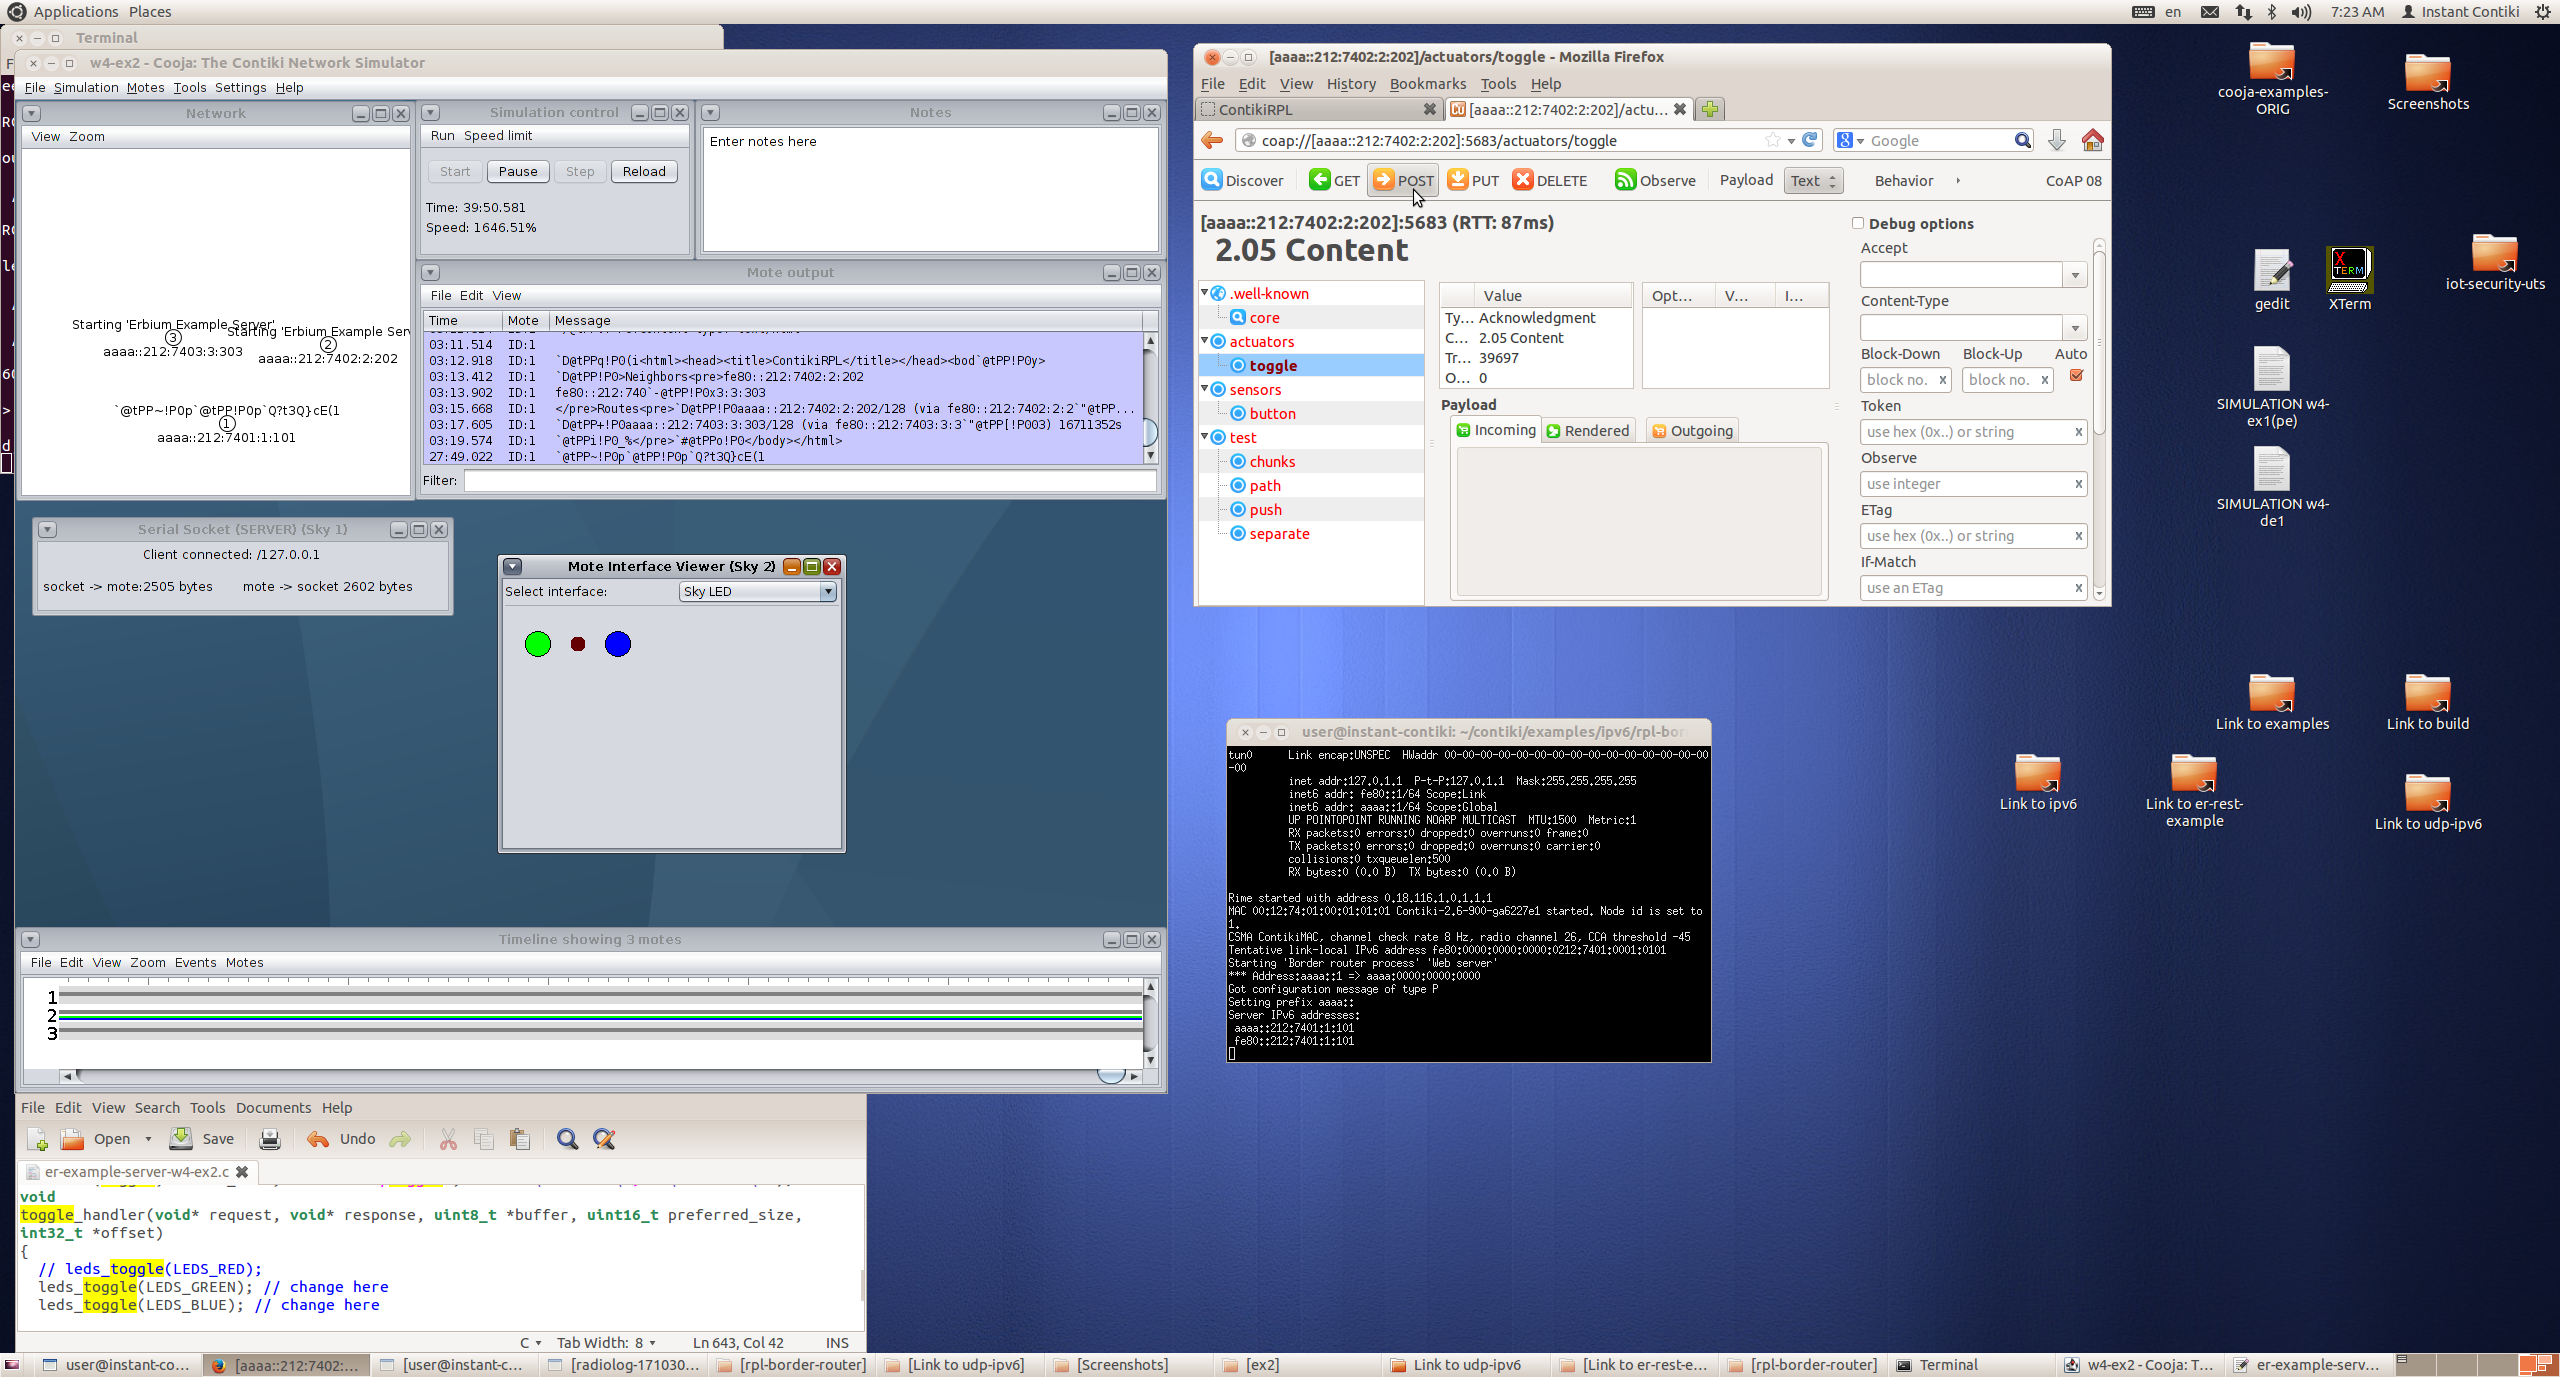 Applications Places
en 7:23 AM Instant Contiki
Terminal
w4-ex2 - Cooja: The Contiki Network Simulator
File Simulation Motes Tools Settings Help
Network
View Zoom
Starting 'Erbium Example Server'
Starting 'Erbium Example Serv
3
2
aaaa::212:7403:3:303
aaaa::212:7402:2:202
`@tPP~!P0p`@tPP!P0p`Q?t3Q}cE(1
1
aaaa::212:7401:1:101
Simulation control
Run Speed limit
Start Pause Step Reload
Time: 39:50.581
Speed: 1646.51%
Notes
Enter notes here
Mote output
File Edit View
Time Mote Message
03:11.514 ID:1
03:12.918 ID:1 `D@tPPq!P0(i<html><head><title>ContikiRPL</title></head><bod`@tPP!P0y>
03:13.412 ID:1 `D@tPP!P0>Neighbors<pre>fe80::212:7402:2:202
03:13.902 ID:1 fe80::212:740`-@tPP!P0x3:3:303
03:15.668 ID:1 </pre>Routes<pre>`D@tPP!P0aaaa::212:7402:2:202/128 (via fe80::212:7402:2:2`"@tPP...
03:17.605 ID:1 `D@tPP+!P0aaaa::212:7403:3:303/128 (via fe80::212:7403:3:3`"@tPP[!P003) 16711352s
03:19.574 ID:1 `@tPPi!P0_%</pre>`#@tPPo!P0</body></html>
27:49.022 ID:1 `@tPP~!P0p`@tPP!P0p`Q?t3Q}cE(1
Filter:
Serial Socket (SERVER) (Sky 1)
Client connected: /127.0.0.1
socket -> mote:2505 bytes mote -> socket 2602 bytes
Mote Interface Viewer (Sky 2)
Select interface: Sky LED
Timeline showing 3 motes
File Edit View Zoom Events Motes
1
2
3
File Edit View Search Tools Documents Help
Open Save Undo
er-example-server-w4-ex2.c
void
toggle_handler(void* request, void* response, uint8_t *buffer, uint16_t preferred_size,
int32_t *offset)
{
// leds_toggle(LEDS_RED);
leds_toggle(LEDS_GREEN); // change here
leds_toggle(LEDS_BLUE); // change here
C Tab Width: 8 Ln 643, Col 42 INS
[aaaa::212:7402:2:202]/actuators/toggle - Mozilla Firefox
File Edit View History Bookmarks Tools Help
ContikiRPL
Cu [aaaa::212:7402:2:202]/actu...
coap://[aaaa::212:7402:2:202]:5683/actuators/toggle
Google
Discover GET POST PUT DELETE Observe Payload Text Behavior CoAP 08
[aaaa::212:7402:2:202]:5683 (RTT: 87ms)
2.05 Content
.well-known
core
actuators
toggle
sensors
button
test
chunks
path
push
separate
Value
Ty... Acknowledgment
C... 2.05 Content
Tr... 39697
O... 0
Opt... V... I...
Payload
Incoming Rendered Outgoing
Debug options
Accept
Content-Type
Block-Down Block-Up Auto
block no. x block no. x
Token
use hex (0x..) or string x
Observe
use integer x
ETag
use hex (0x..) or string x
If-Match
use an ETag x
user@instant-contiki: ~/contiki/examples/ipv6/rpl-bor
tun0 Link encap:UNSPEC HWaddr 00-00-00-00-00-00-00-00-00-00-00-00-00-00-00
-00
inet addr:127.0.1.1 P-t-P:127.0.1.1 Mask:255.255.255.255
inet6 addr: fe80::1/64 Scope:Link
inet6 addr: aaaa::1/64 Scope:Global
UP POINTOPOINT RUNNING NOARP MULTICAST MTU:1500 Metric:1
RX packets:0 errors:0 dropped:0 overruns:0 frame:0
TX packets:0 errors:0 dropped:0 overruns:0 carrier:0
collisions:0 txqueuelen:500
RX bytes:0 (0.0 B) TX bytes:0 (0.0 B)
Rime started with address 0.18.116.1.0.1.1.1
MAC 00:12:74:01:00:01:01:01 Contiki-2.6-900-ga6227e1 started. Node id is set to
1.
CSMA ContikiMAC, channel check rate 8 Hz, radio channel 26, CCA threshold -45
Tentative link-local IPv6 address fe80:0000:0000:0000:0212:7401:0001:0101
Starting 'Border router process' 'Web server'
*** Address:aaaa::1 => aaaa:0000:0000:0000
Got configuration message of type P
Setting prefix aaaa::
Server IPv6 addresses:
aaaa::212:7401:1:101
fe80::212:7401:1:101
cooja-examples-
ORIG
Screenshots
gedit
X
TERM
XTerm
iot-security-uts
SIMULATION w4-
ex1(pe)
SIMULATION w4-
de1
Link to examples
Link to build
Link to ipv6
Link to er-rest-
example
Link to udp-ipv6
user@instant-co... [aaaa::212:7402:... [user@instant-c... [radiolog-171030... [rpl-border-router] [Link to udp-ipv6] [Screenshots] [ex2] Link to udp-ipv6 [Link to er-rest-e... [rpl-border-router] Terminal w4-ex2 - Cooja: T... er-example-serv...